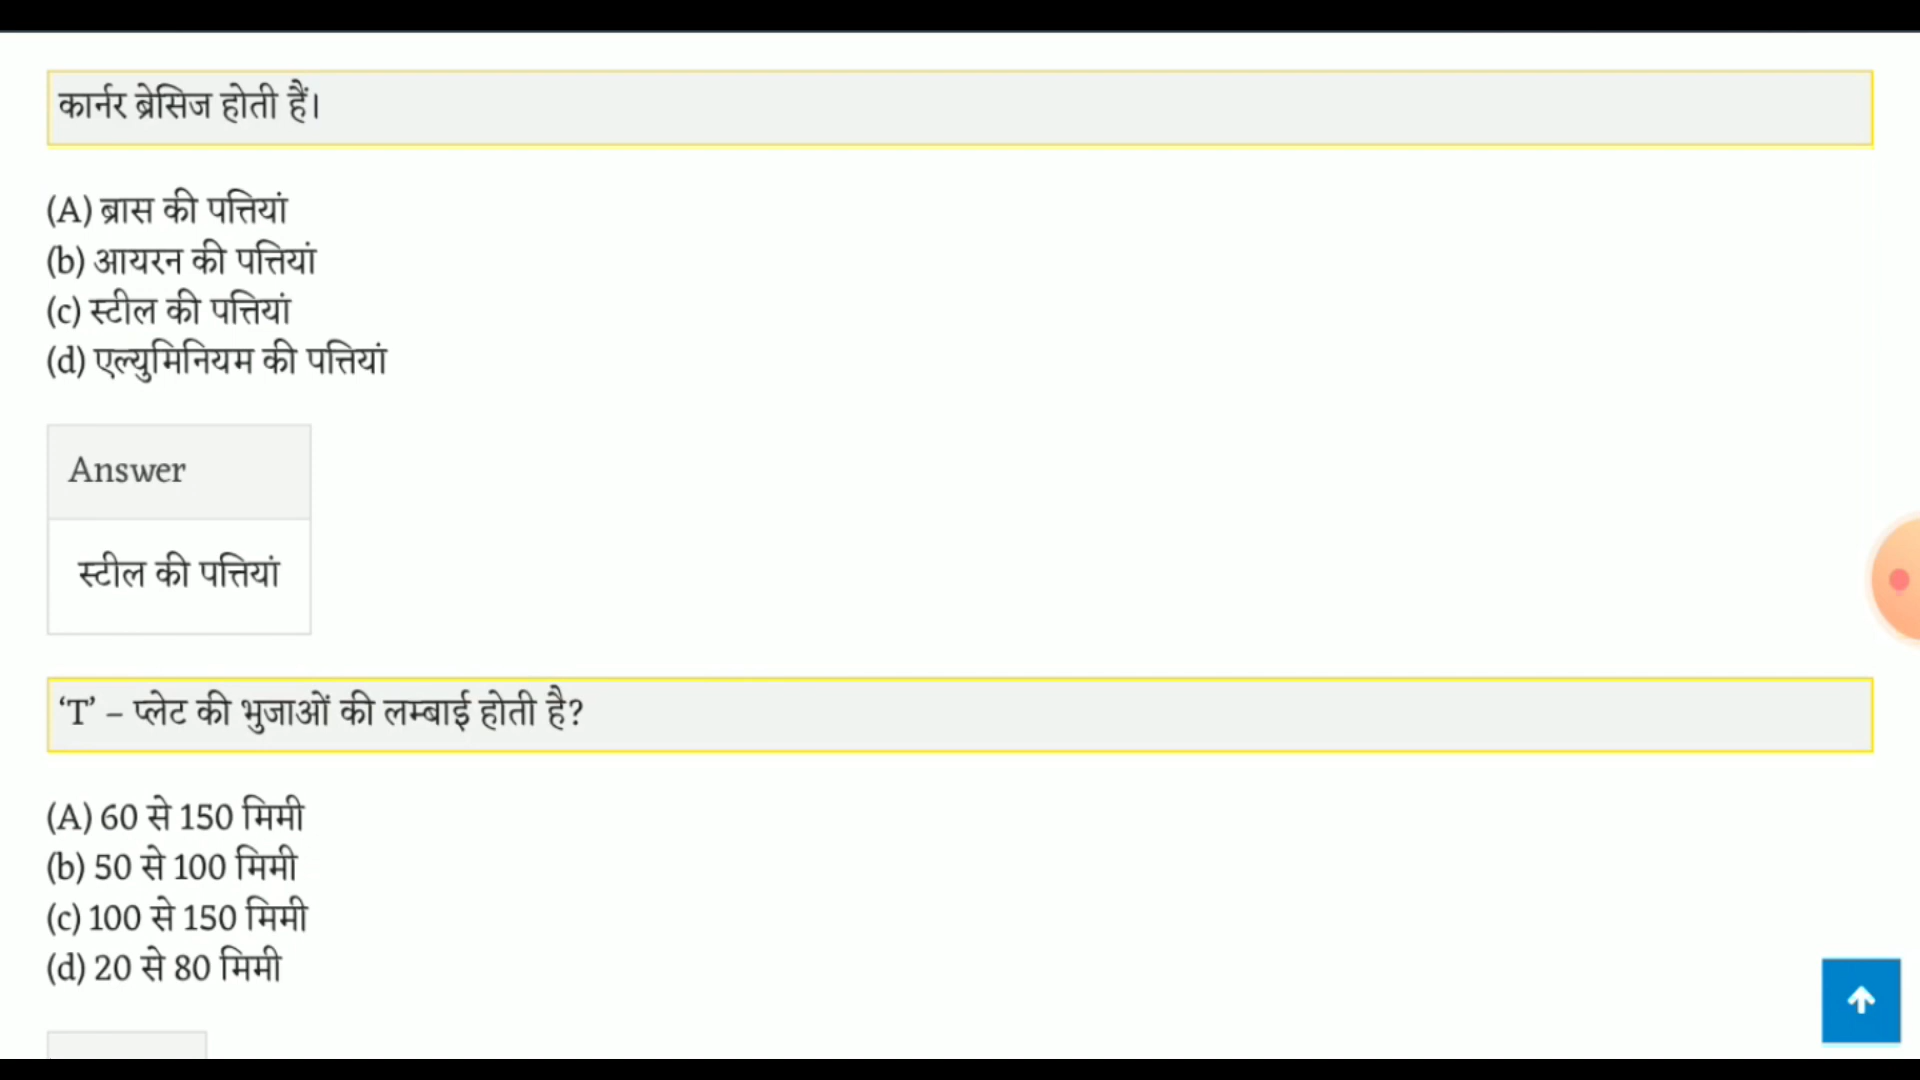 कार्नर ब्रेसिज होती हैं।
(A) ब्रास की पत्तियां
(b) आयरन की पत्तियां
(c) स्टील की पत्तियां
(d) एल्युमिनियम की पत्तियां
Answer
स्टील की पत्तियां
‘T’ – प्लेट की भुजाओं की लम्बाई होती है?
(A) 60 से 150 मिमी
(b) 50 से 100 मिमी
(c) 100 से 150 मिमी
(d) 20 से 80 मिमी